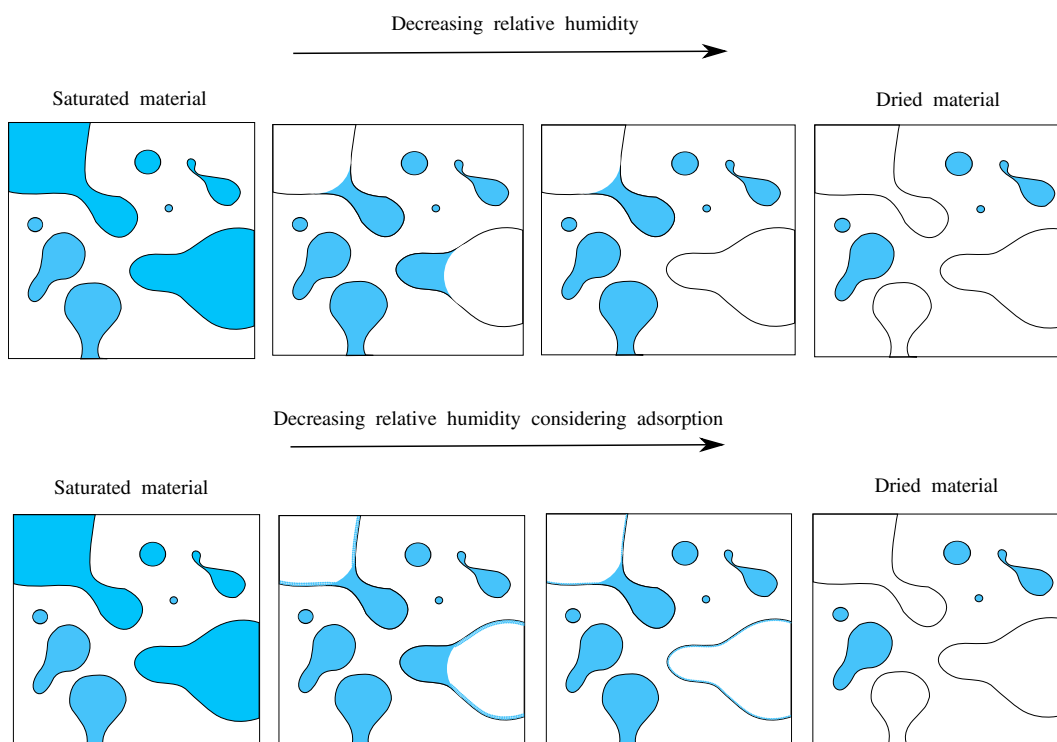 Decreasing relative humidity
Saturated material
Dried material
Decreasing relative humidity considering adsorption
Saturated material
Dried material